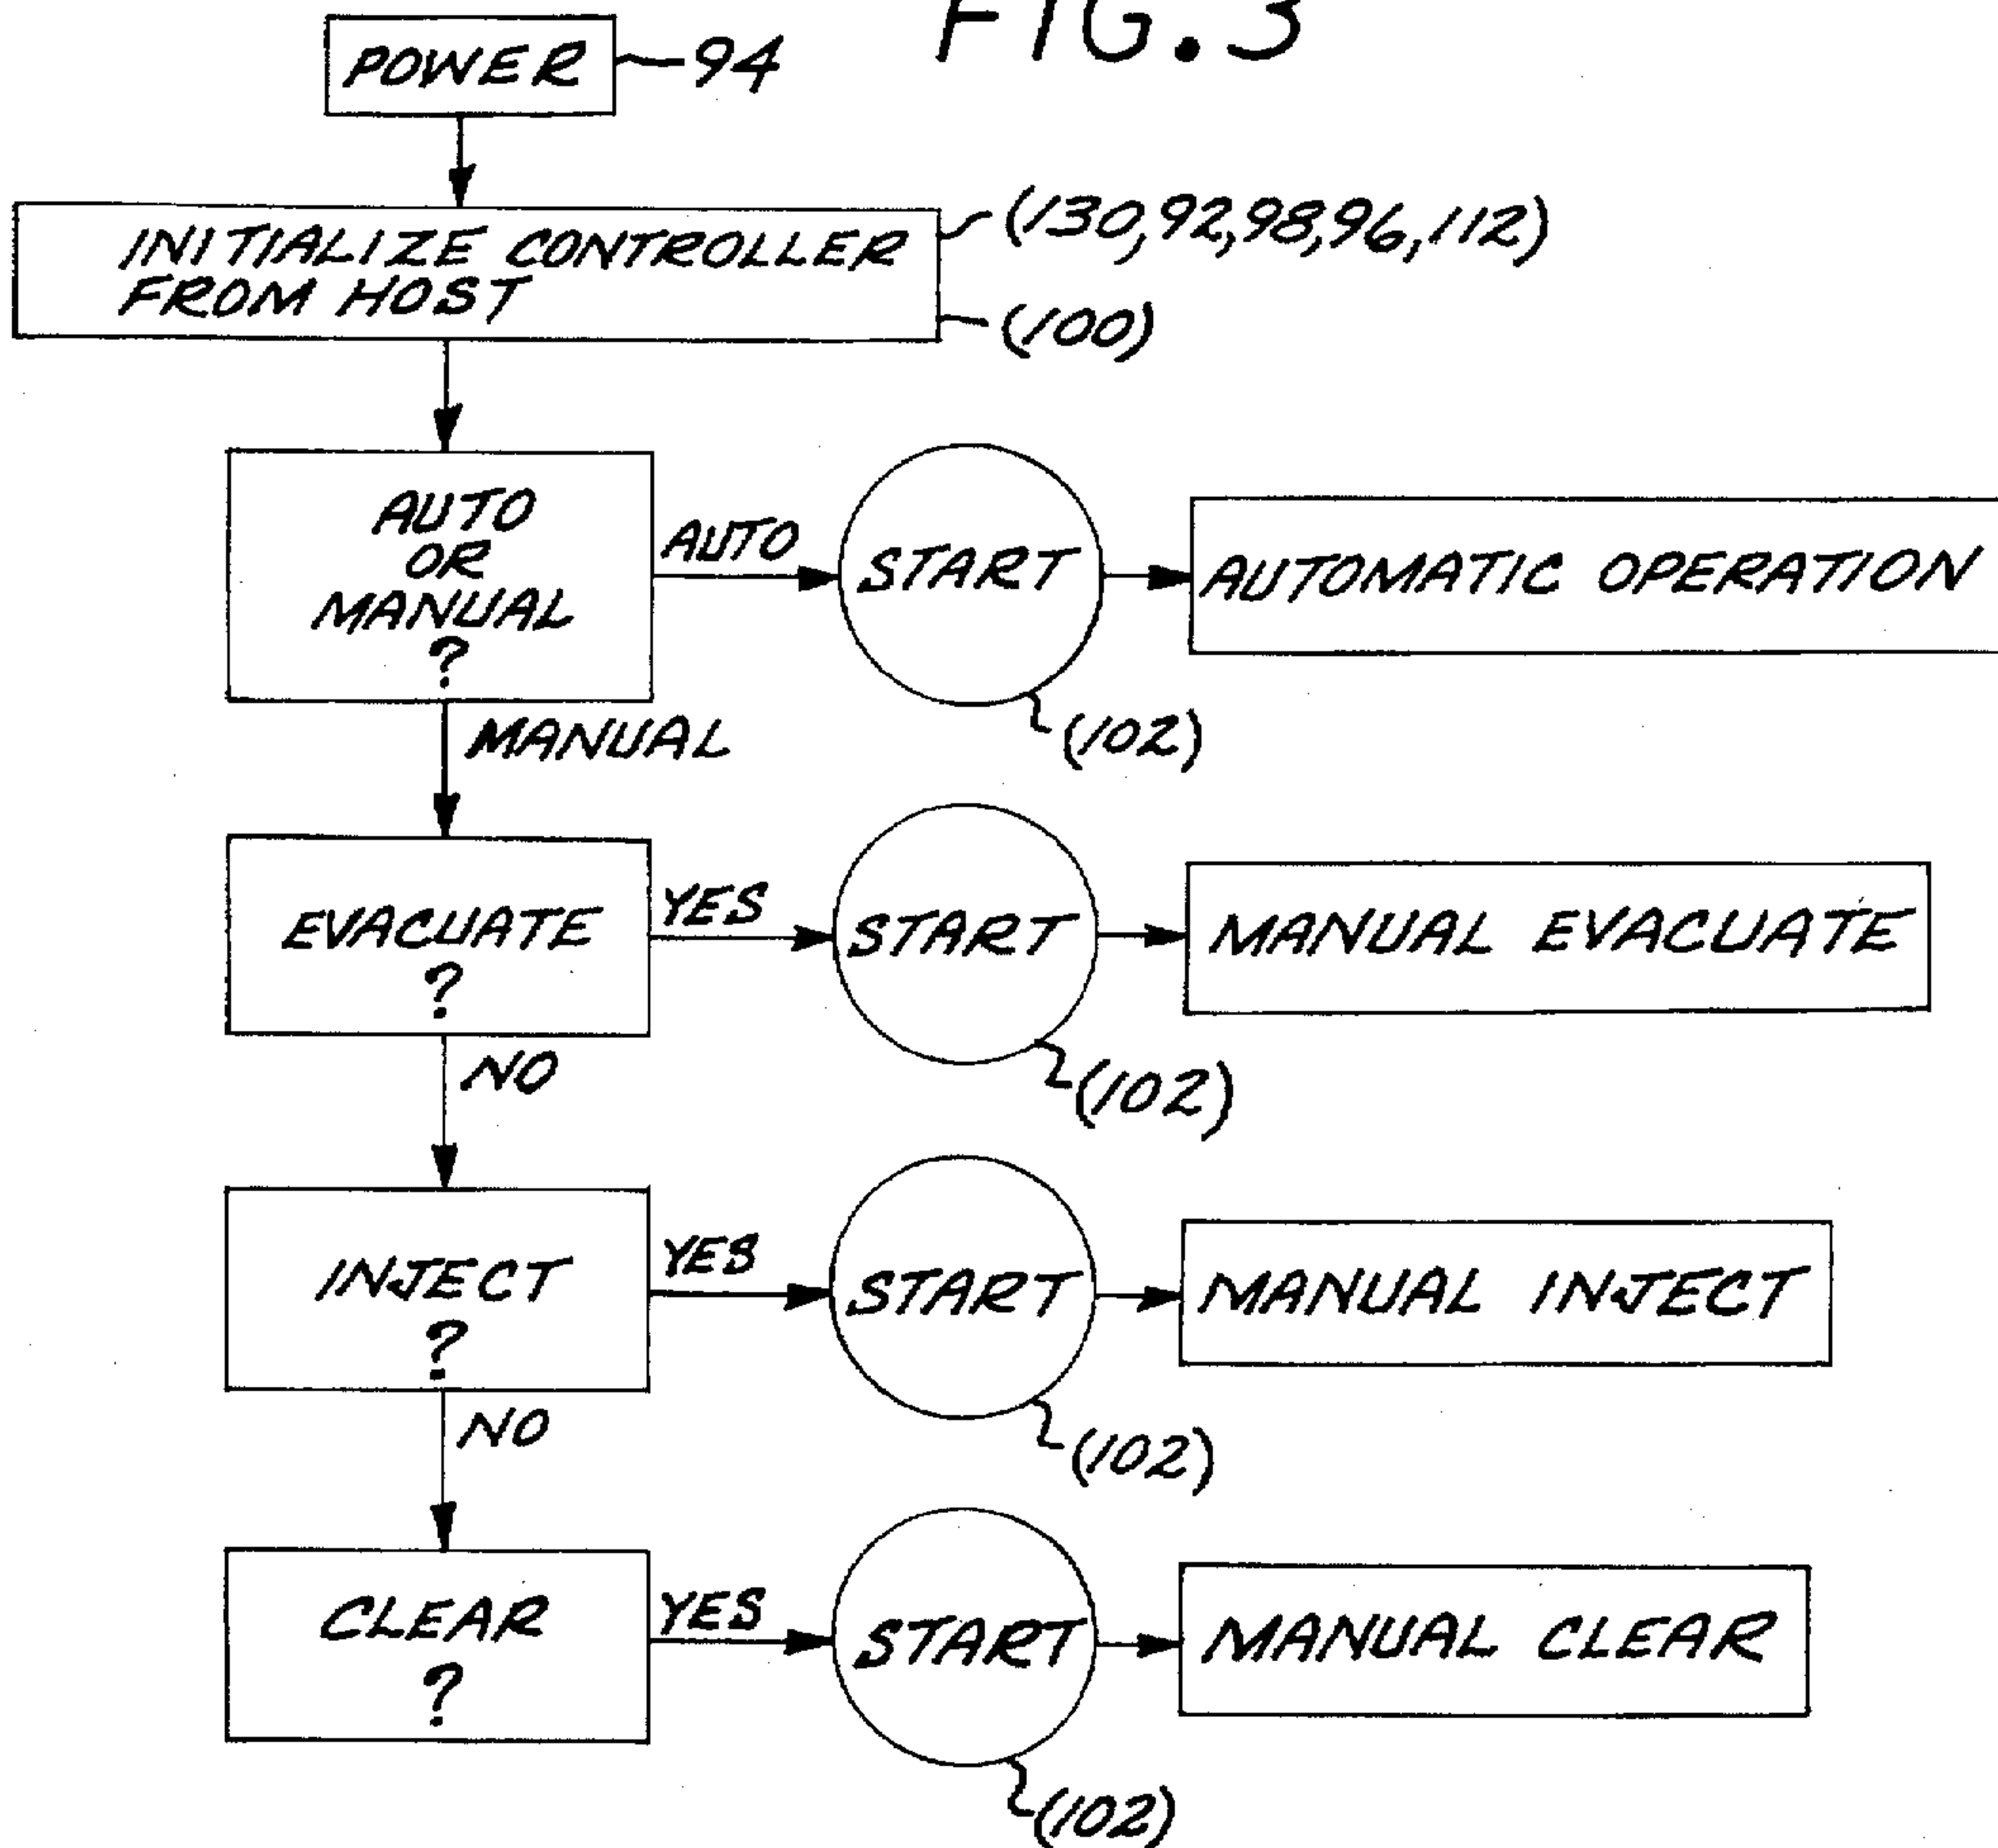 FIG. 3
POWER
94
INITIALIZE CONTROLLER
FROM HOST
(130,92,98,96,112)
(100)
AUTO
OR
MANUAL
?
AUTO
START
AUTOMATIC OPERATION
(102)
MANUAL
EVACUATE
?
YES
START
MANUAL EVACUATE
(102)
NO
INJECT
?
YES
START
MANUAL INJECT
(102)
NO
CLEAR
?
YES
START
MANUAL CLEAR
(102)